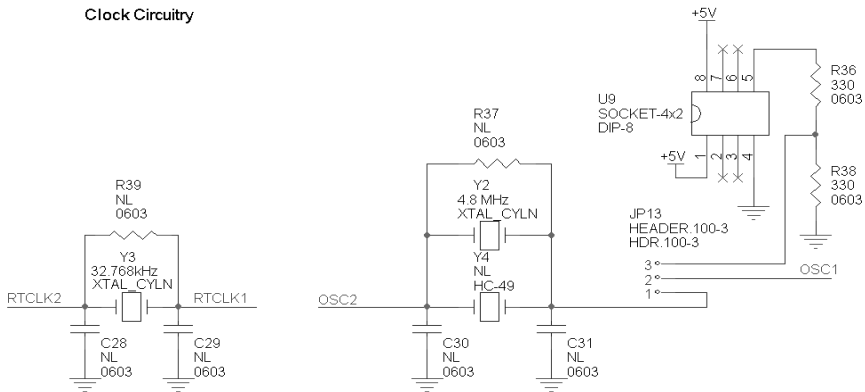 Clock Circuitry
+5V
R36
330
0603
8
7
6
5
U9
SOCKET-4x2
DIP-8
1
2
3
4
+5V
R38
330
0603
R37
NL
0603
Y2
4.8 MHz
XTAL_CYLN
Y4
NL
HC-49
R39
NL
0603
Y3
32.768kHz
XTAL_CYLN
JP13
HEADER.100-3
HDR.100-3
3
2
1
OSC1
RTCLK2
RTCLK1
OSC2
C28
NL
0603
C29
NL
0603
C30
NL
0603
C31
NL
0603